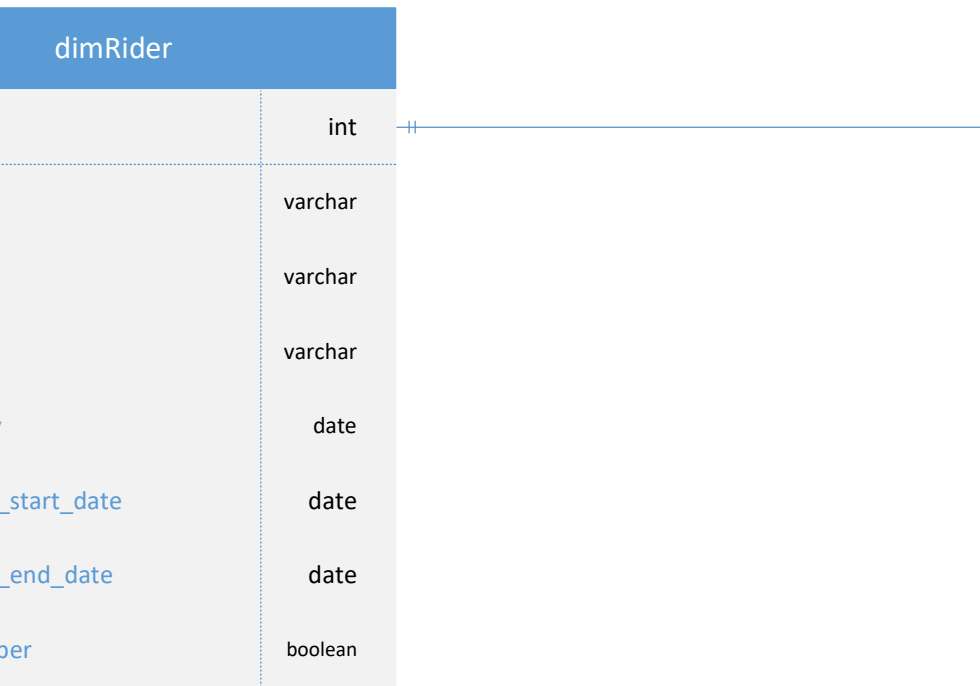 dimRider
int
varchar
varchar
varchar
date
_start_date date
_end_date date
ber boolean